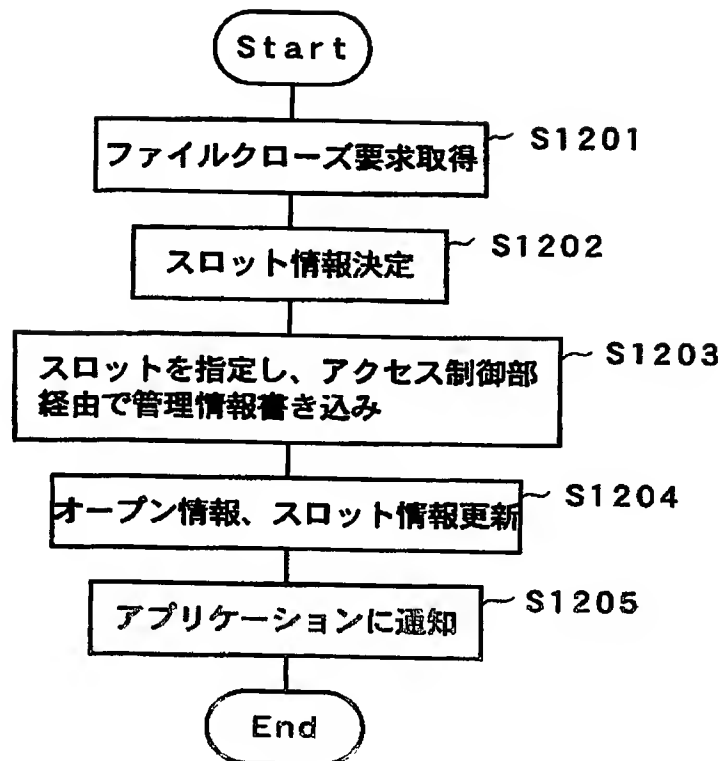 Start
ファイルクローズ要求取得
S1201
スロット情報決定
S1202
スロットを指定し、アクセス制御部
経由で管理情報書き込み
S1203
オープン情報、スロット情報更新
S1204
アプリケーションに通知
S1205
End